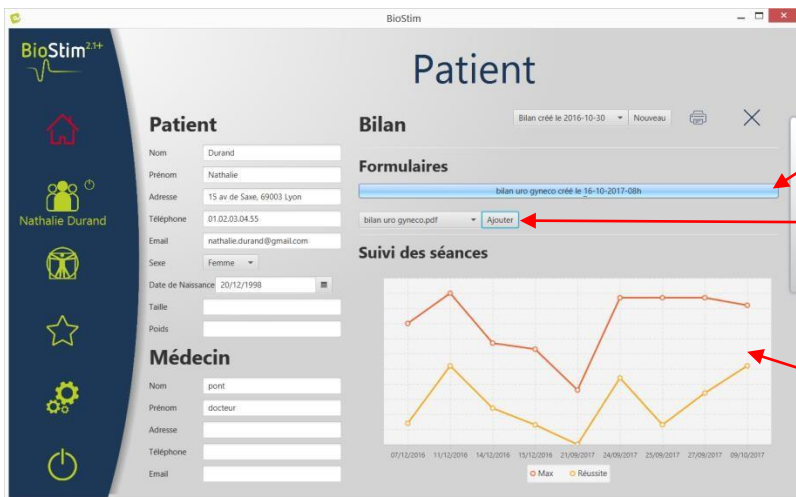 BioStim
BioStim 2.1+
Patient
Nathalie Durand
Patient
Nom Durand
Prénom Nathalie
Adresse 15 av de Saxe, 69003 Lyon
Téléphone 01.02.03.04.55
Email nathalie.durand@gmail.com
Sexe Femme
Date de Naissance 20/12/1998
Taille
Poids
Médecin
Nom pont
Prénom docteur
Adresse
Téléphone
Email
Bilan Bilan créé le 2016-10-30 Nouveau
Formulaires
bilan uro gyneco créé le_16-10-2017-08h
bilan uro gyneco.pdf Ajouter
Suivi des séances
07/12/2016 11/12/2016 14/12/2016 15/12/2016 21/09/2017 24/09/2017 25/09/2017 27/09/2017 09/10/2017
Max Réussite